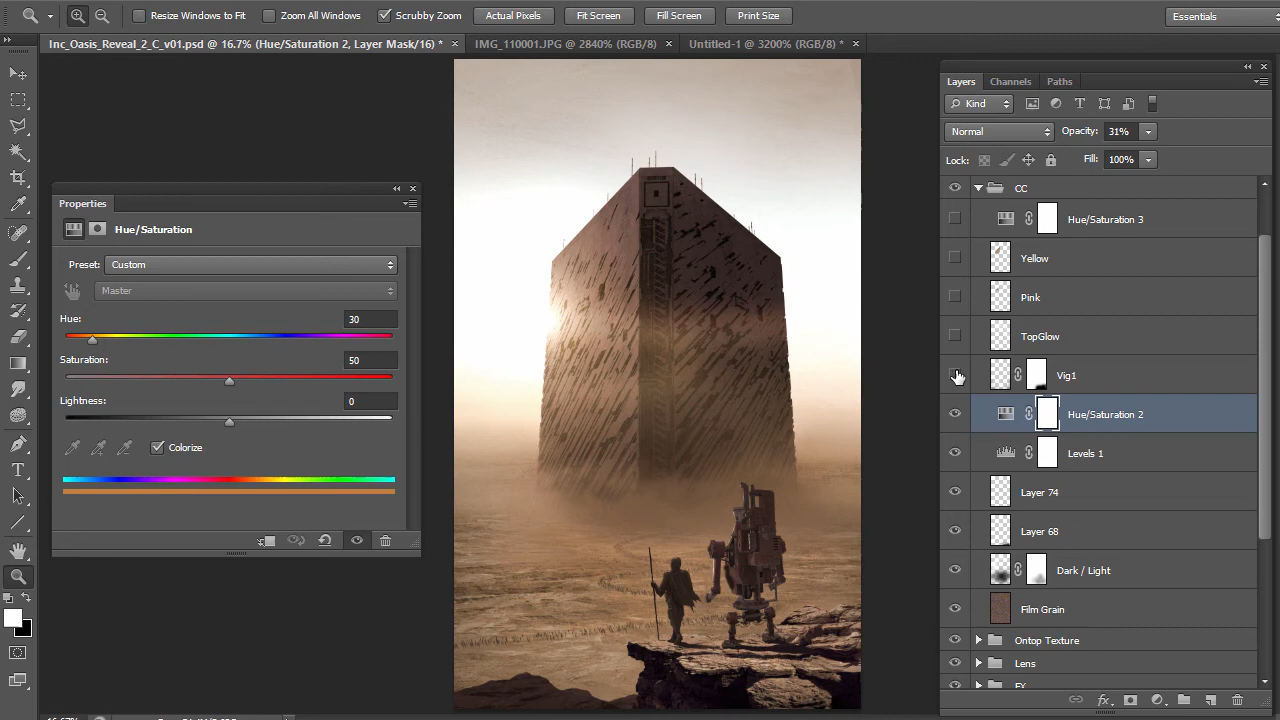 Resize Windows to Fit Zoom All Windows Scrubby Zoom Actual Pixels Fit Screen Fill Screen Print Size Essentials
Inc_Oasis_Reveal_2_C_v01.psd @ 16.7% (Hue/Saturation 2, Layer Mask/16) * × IMG_110001.JPG @ 2840% (RGB/8) × Untitled-1 @ 3200% (RGB/8) * ×
Properties
Hue/Saturation
Preset: Custom
Master
Hue: 30
Saturation: 50
Lightness: 0
Colorize
Layers Channels Paths
Kind
Normal Opacity: 31%
Lock: Fill: 100%
CC
Hue/Saturation 3
Yellow
Pink
TopGlow
Vig1
Hue/Saturation 2
Levels 1
Layer 74
Layer 68
Dark / Light
Film Grain
Ontop Texture
Lens
FX